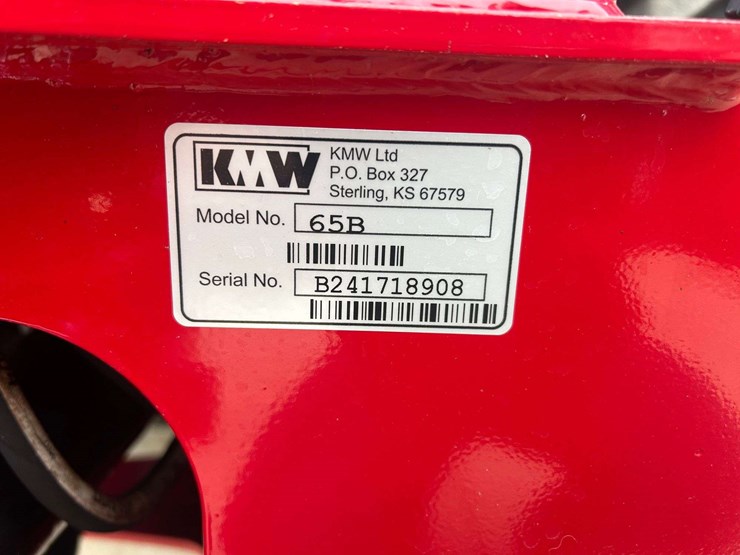 KMW
KMW Ltd
P.O. Box 327
Sterling, KS 67579
Model No. 65B
Serial No. B241718908